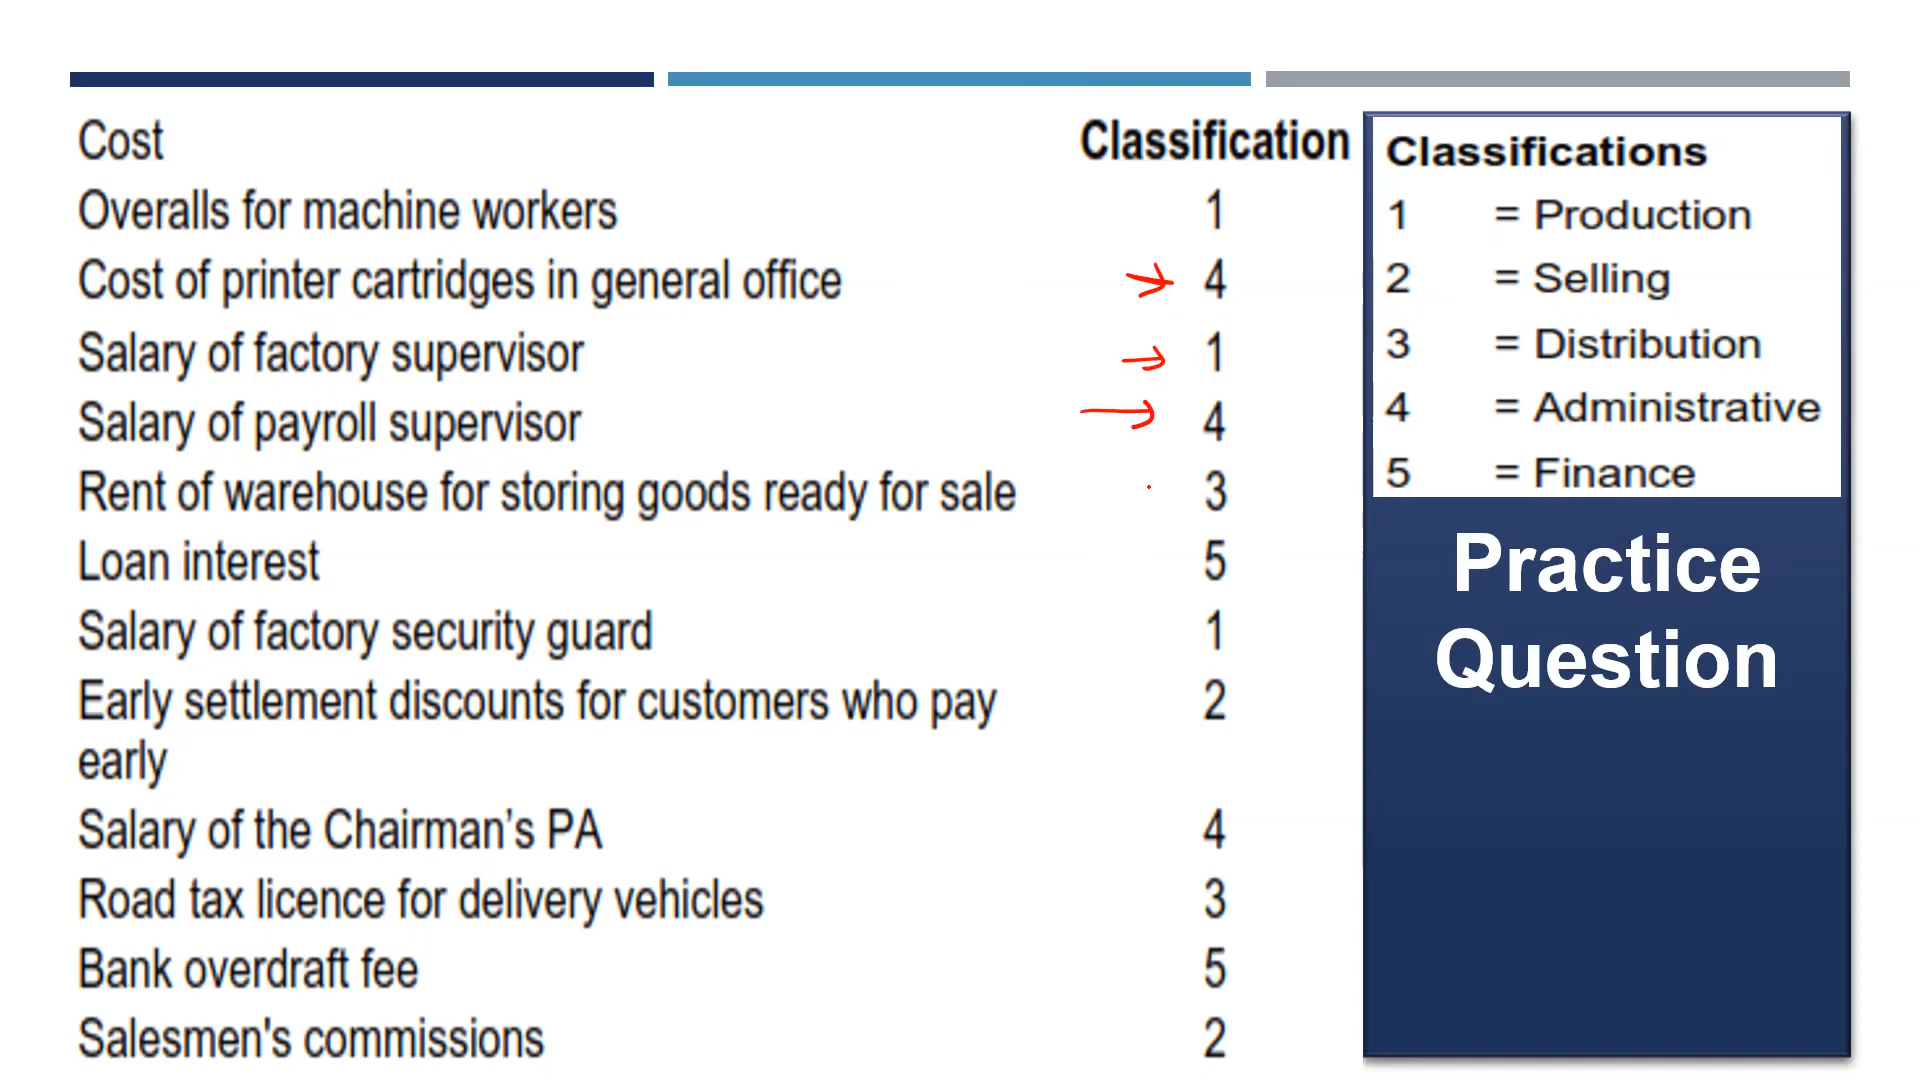 Cost Classification
Overalls for machine workers 1
Cost of printer cartridges in general office 4
Salary of factory supervisor 1
Salary of payroll supervisor 4
Rent of warehouse for storing goods ready for sale 3
Loan interest 5
Salary of factory security guard 1
Early settlement discounts for customers who pay 2
early
Salary of the Chairman’s PA 4
Road tax licence for delivery vehicles 3
Bank overdraft fee 5
Salesmen's commissions 2
Classifications
1 = Production
2 = Selling
3 = Distribution
4 = Administrative
5 = Finance
Practice
Question